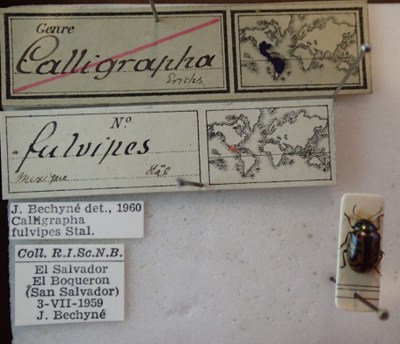 Genre
Calligrapha
Erichs.
Nº
fulvipes
Mexique Stål
J. Bechyné det., 1960
Calligrapha
fulvipes Stal.
Coll. R.I.Sc.N.B.
El Salvador
El Boqueron
(San Salvador)
3-VII-1959
J. Bechyné